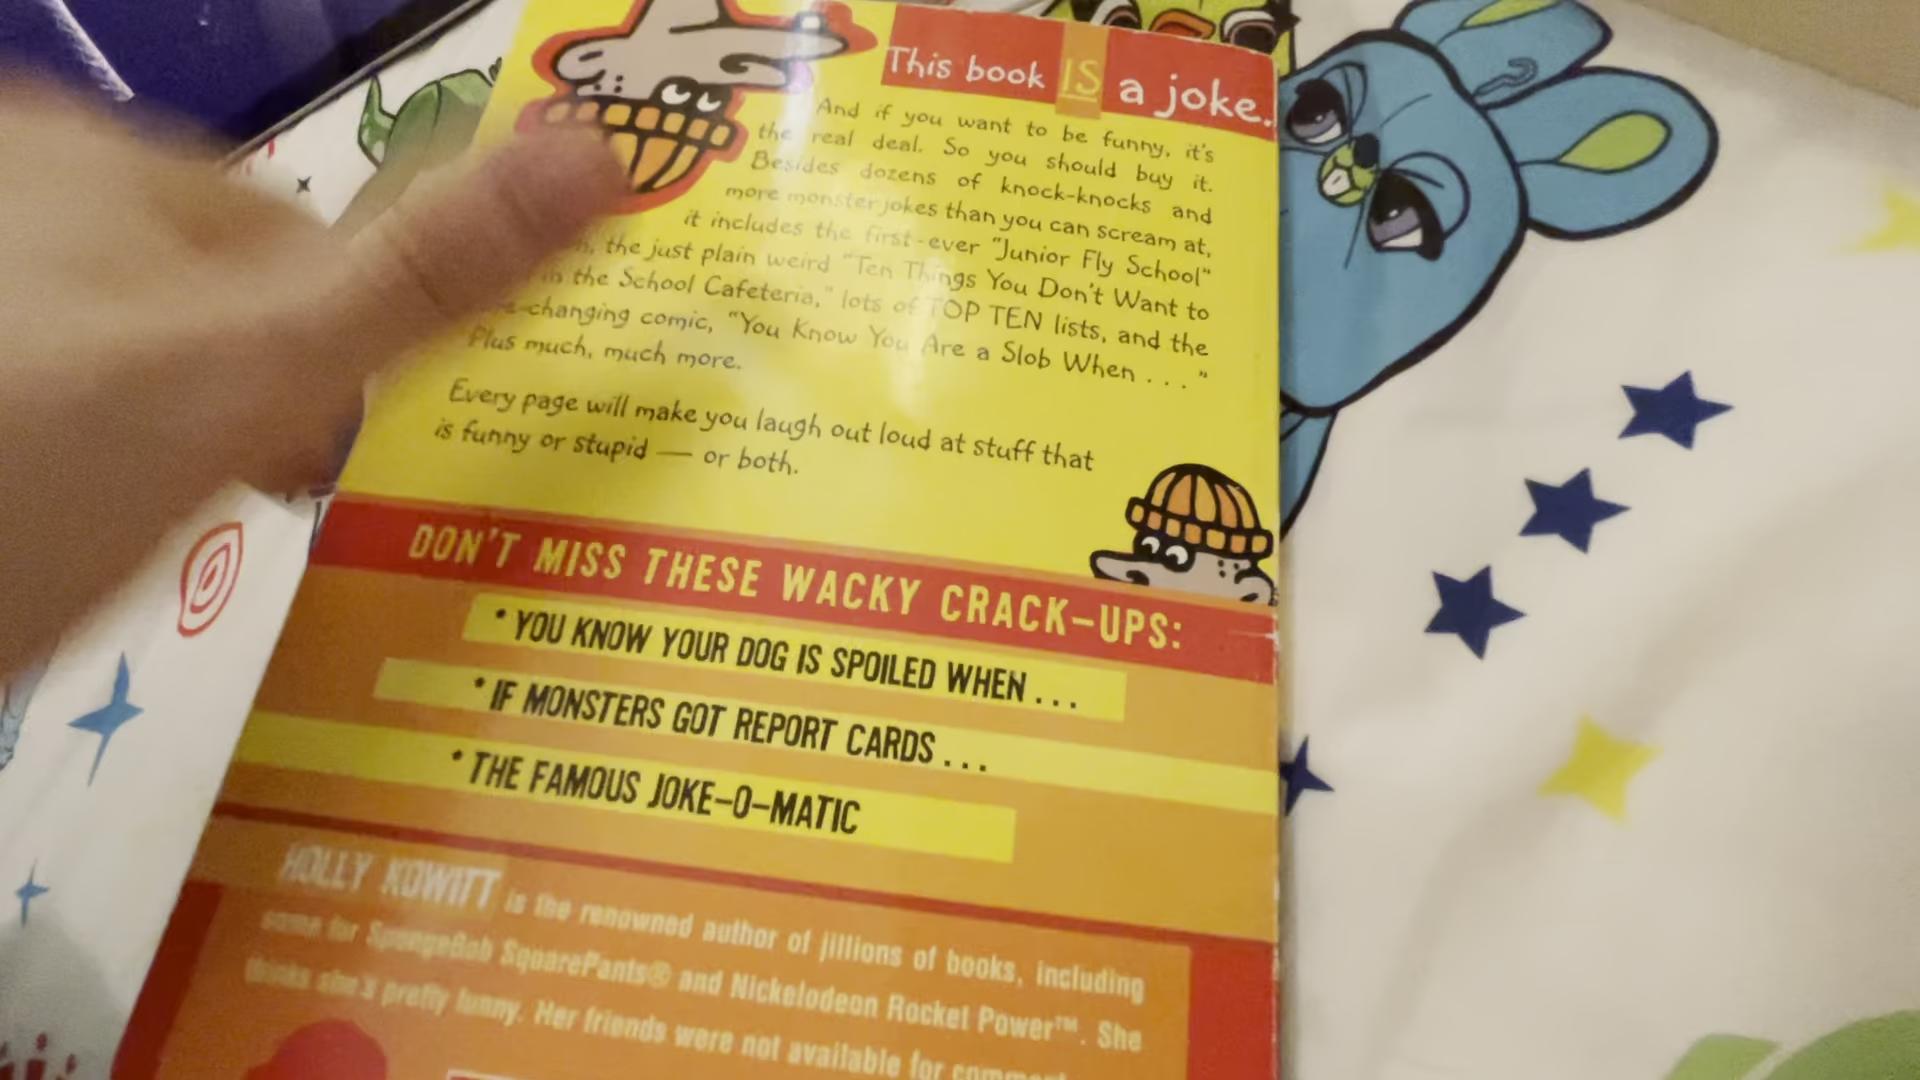 This book IS a joke.
And if you want to be funny, it's
the real deal. So you should buy it.
Besides dozens of knock-knocks and
more monster jokes than you can scream at,
it includes the first-ever "Junior Fly School"
the just plain weird "Ten Things You Don't Want to
in the School Cafeteria," lots of TOP TEN lists, and the
changing comic, "You Know You Are a Slob When . . . "
Plus much, much more.
Every page will make you laugh out loud at stuff that
is funny or stupid — or both.
DON'T MISS THESE WACKY CRACK-UPS:
* YOU KNOW YOUR DOG IS SPOILED WHEN . . .
* IF MONSTERS GOT REPORT CARDS . . .
* THE FAMOUS JOKE-O-MATIC
HOLLY KOWITT is the renowned author of jillions of books, including
some for SpongeBob SquarePants® and Nickelodeon Rocket Power™. She
thinks she's pretty funny. Her friends were not available for comment